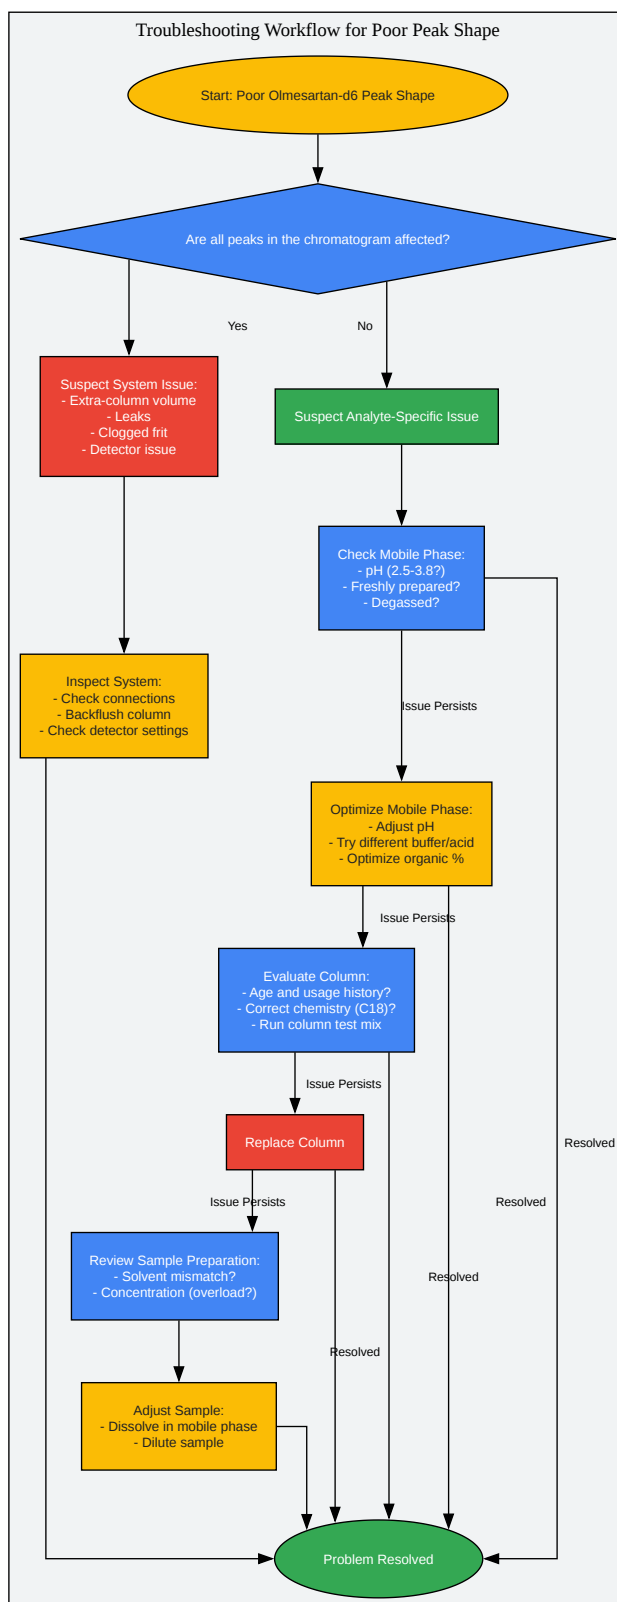 Troubleshooting Workflow for Poor Peak Shape
Start: Poor Olmesartan-d6 Peak Shape
Are all peaks in the chromatogram affected?
Yes
No
Suspect System Issue:
- Extra-column volume
- Leaks
- Clogged frit
- Detector issue
Suspect Analyte-Specific Issue
Check Mobile Phase:
- pH (2.5-3.8?)
- Freshly prepared?
- Degassed?
Inspect System:
- Check connections
- Backflush column
- Check detector settings
Issue Persists
Optimize Mobile Phase:
- Adjust pH
- Try different buffer/acid
- Optimize organic %
Issue Persists
Evaluate Column:
- Age and usage history?
- Correct chemistry (C18)?
- Run column test mix
Issue Persists
Replace Column
Resolved
Issue Persists
Resolved
Review Sample Preparation:
- Solvent mismatch?
- Concentration (overload?)
Resolved
Resolved
Adjust Sample:
- Dissolve in mobile phase
- Dilute sample
Problem Resolved